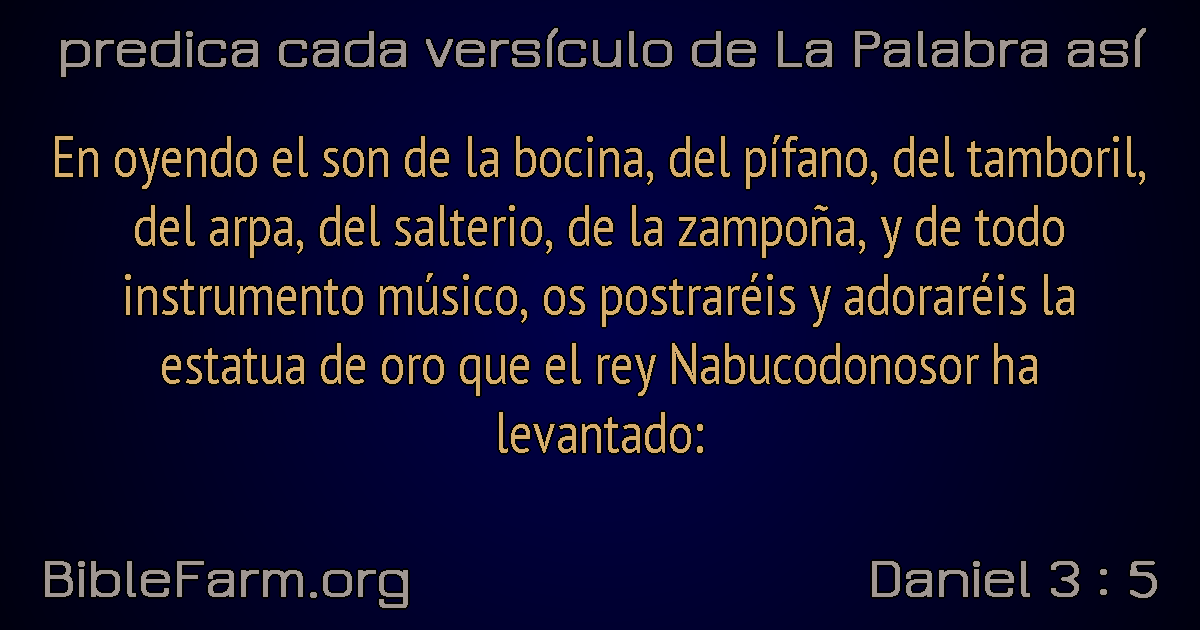 predica cada versículo de La Palabra así
En oyendo el son de la bocina, del pífano, del tamboril,
del arpa, del salterio, de la zampoña, y de todo
instrumento músico, os postraréis y adoraréis la
estatua de oro que el rey Nabucodonosor ha
levantado:
BibleFarm.org
Daniel 3 : 5